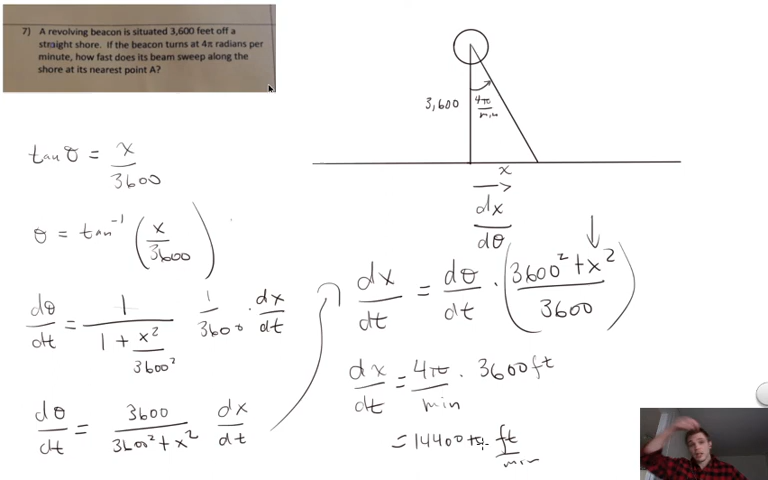 7) A revolving beacon is situated 3,600 feet off a
straight shore. If the beacon turns at 4π radians per
minute, how fast does its beam sweep along the
shore at its nearest point A?
3,600
4π/min
x
dx/dθ
tan θ = x/3600
θ = tan⁻¹ (x/3600)
dθ/dt = 1/(1 + x²/3600²) 1/3600 · dx/dt
dθ/dt = 3600/(3600² + x²) dx/dt
dx/dt = dθ/dt · (3600² + x²/3600)
dx/dt = 4π/min · 3600 ft
= 14400π ft/min